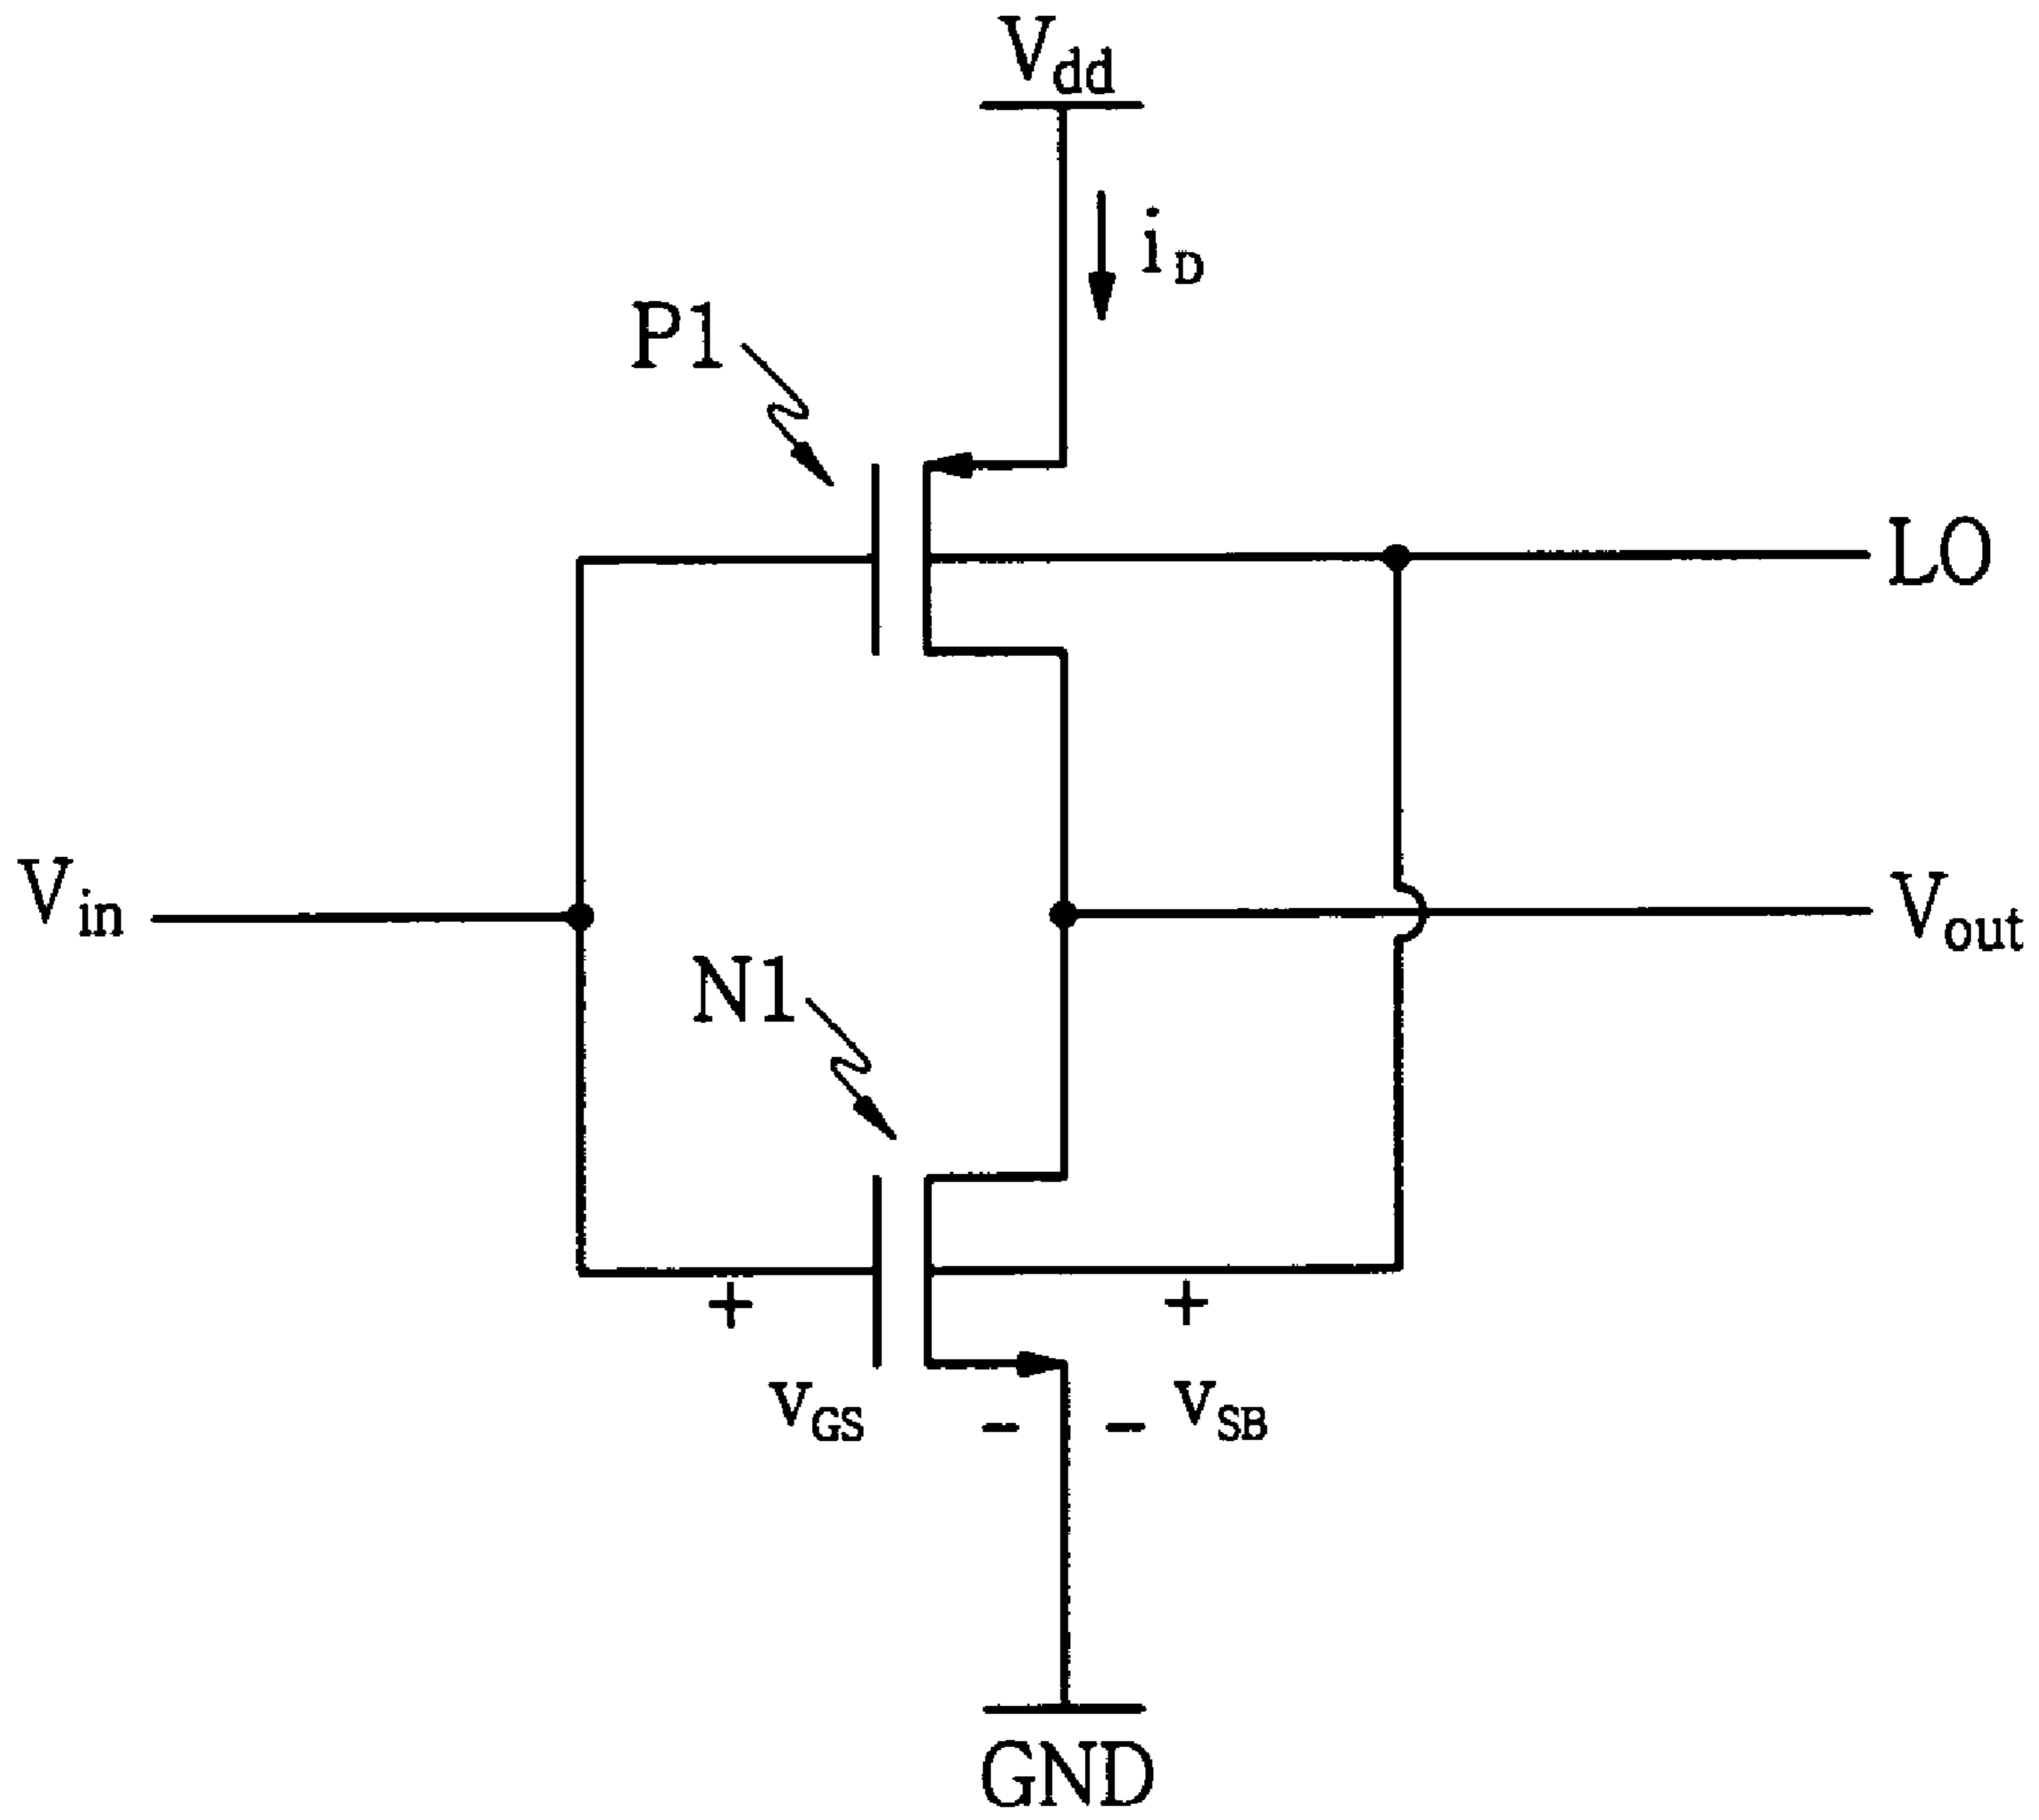 Vdd
iD
P1
LO
Vin
Vout
N1
+ +
vGS - - vSB
GND